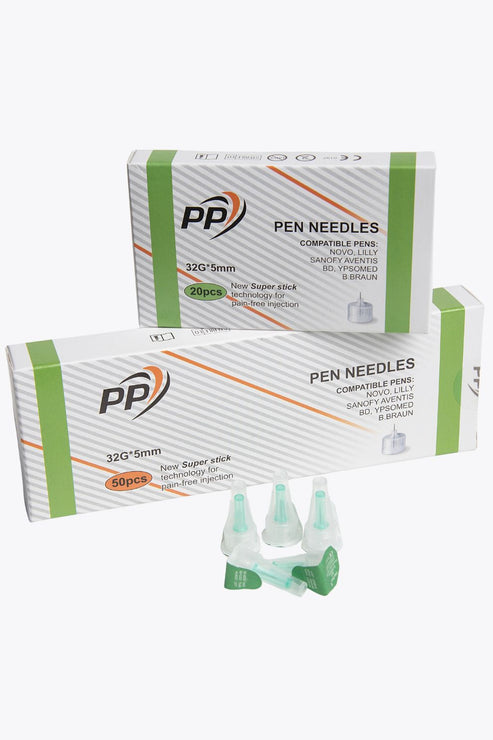 PP
PEN NEEDLES
COMPATIBLE PENS:
NOVO, LILLY
SANOFY AVENTIS
BD, YPSOMED
B.BRAUN
32G*5mm
20pcs
New Super stick
technology for
pain-free injection
PP
PEN NEEDLES
COMPATIBLE PENS:
NOVO, LILLY
SANOFY AVENTIS
BD, YPSOMED
B.BRAUN
32G*5mm
50pcs
New Super stick
technology for
pain-free injection